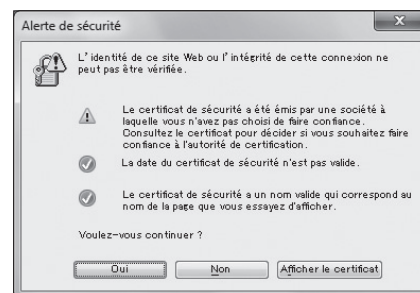 Alerte de sécurité
x
L'identité de ce site Web ou l'intégrité de cette connexion ne
peut pas être vérifiée.
Le certificat de sécurité a été émis par une société à
laquelle vous n'avez pas choisi de faire confiance.
Consultez le certificat pour décider si vous souhaitez faire
confiance à l'autorité de certification.
La date du certificat de sécurité n'est pas valide.
Le certificat de sécurité a un nom valide qui correspond au
nom de la page que vous essayez d'afficher.
Voulez-vous continuer ?
Oui Non Afficher le certificat